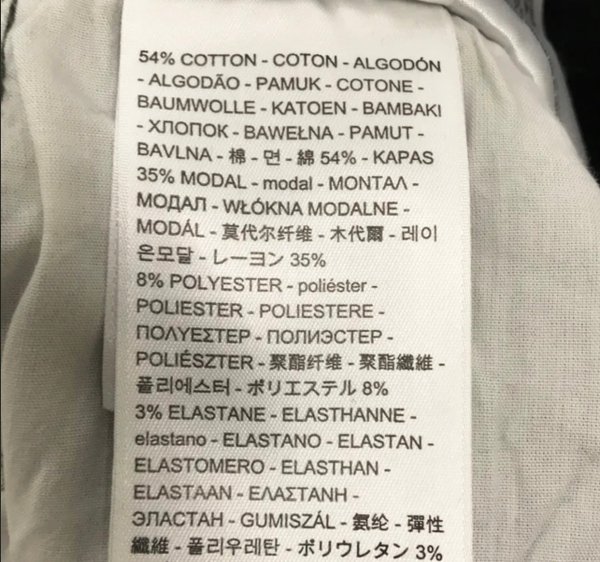 54% COTTON - COTON - ALGODÓN
- ALGODÃO - PAMUK - COTONE -
BAUMWOLLE - KATOEN - BAMBAKI
- ХЛОПОК - BAWEŁNA - PAMUT -
BAVLNA - 棉 - 면 - 綿 54% - KAPAS
35% MODAL - modal - ΜΟΝΤΑΛ -
МОДАЛ - WŁÓKNA MODALNE -
MODÁL - 莫代尔纤维 - 木代爾 - 레이
온모달 - レーヨン 35%
8% POLYESTER - poliéster -
POLIESTER - POLIESTERE -
ΠΟΛΥΕΣΤΕΡ - ПОЛИЭСТЕР -
POLIÉSZTER - 聚酯纤维 - 聚酯纖維 -
폴리에스터 - ポリエステル 8%
3% ELASTANE - ELASTHANNE -
elastano - ELASTANO - ELASTAN -
ELASTOMERO - ELASTHAN -
ELASTAAN - ΕΛΑΣΤΑΝΗ -
ЭЛАСТАН - GUMISZÁL - 氨纶 - 彈性
纖維 - 폴리우레탄 - ポリウレタン 3%